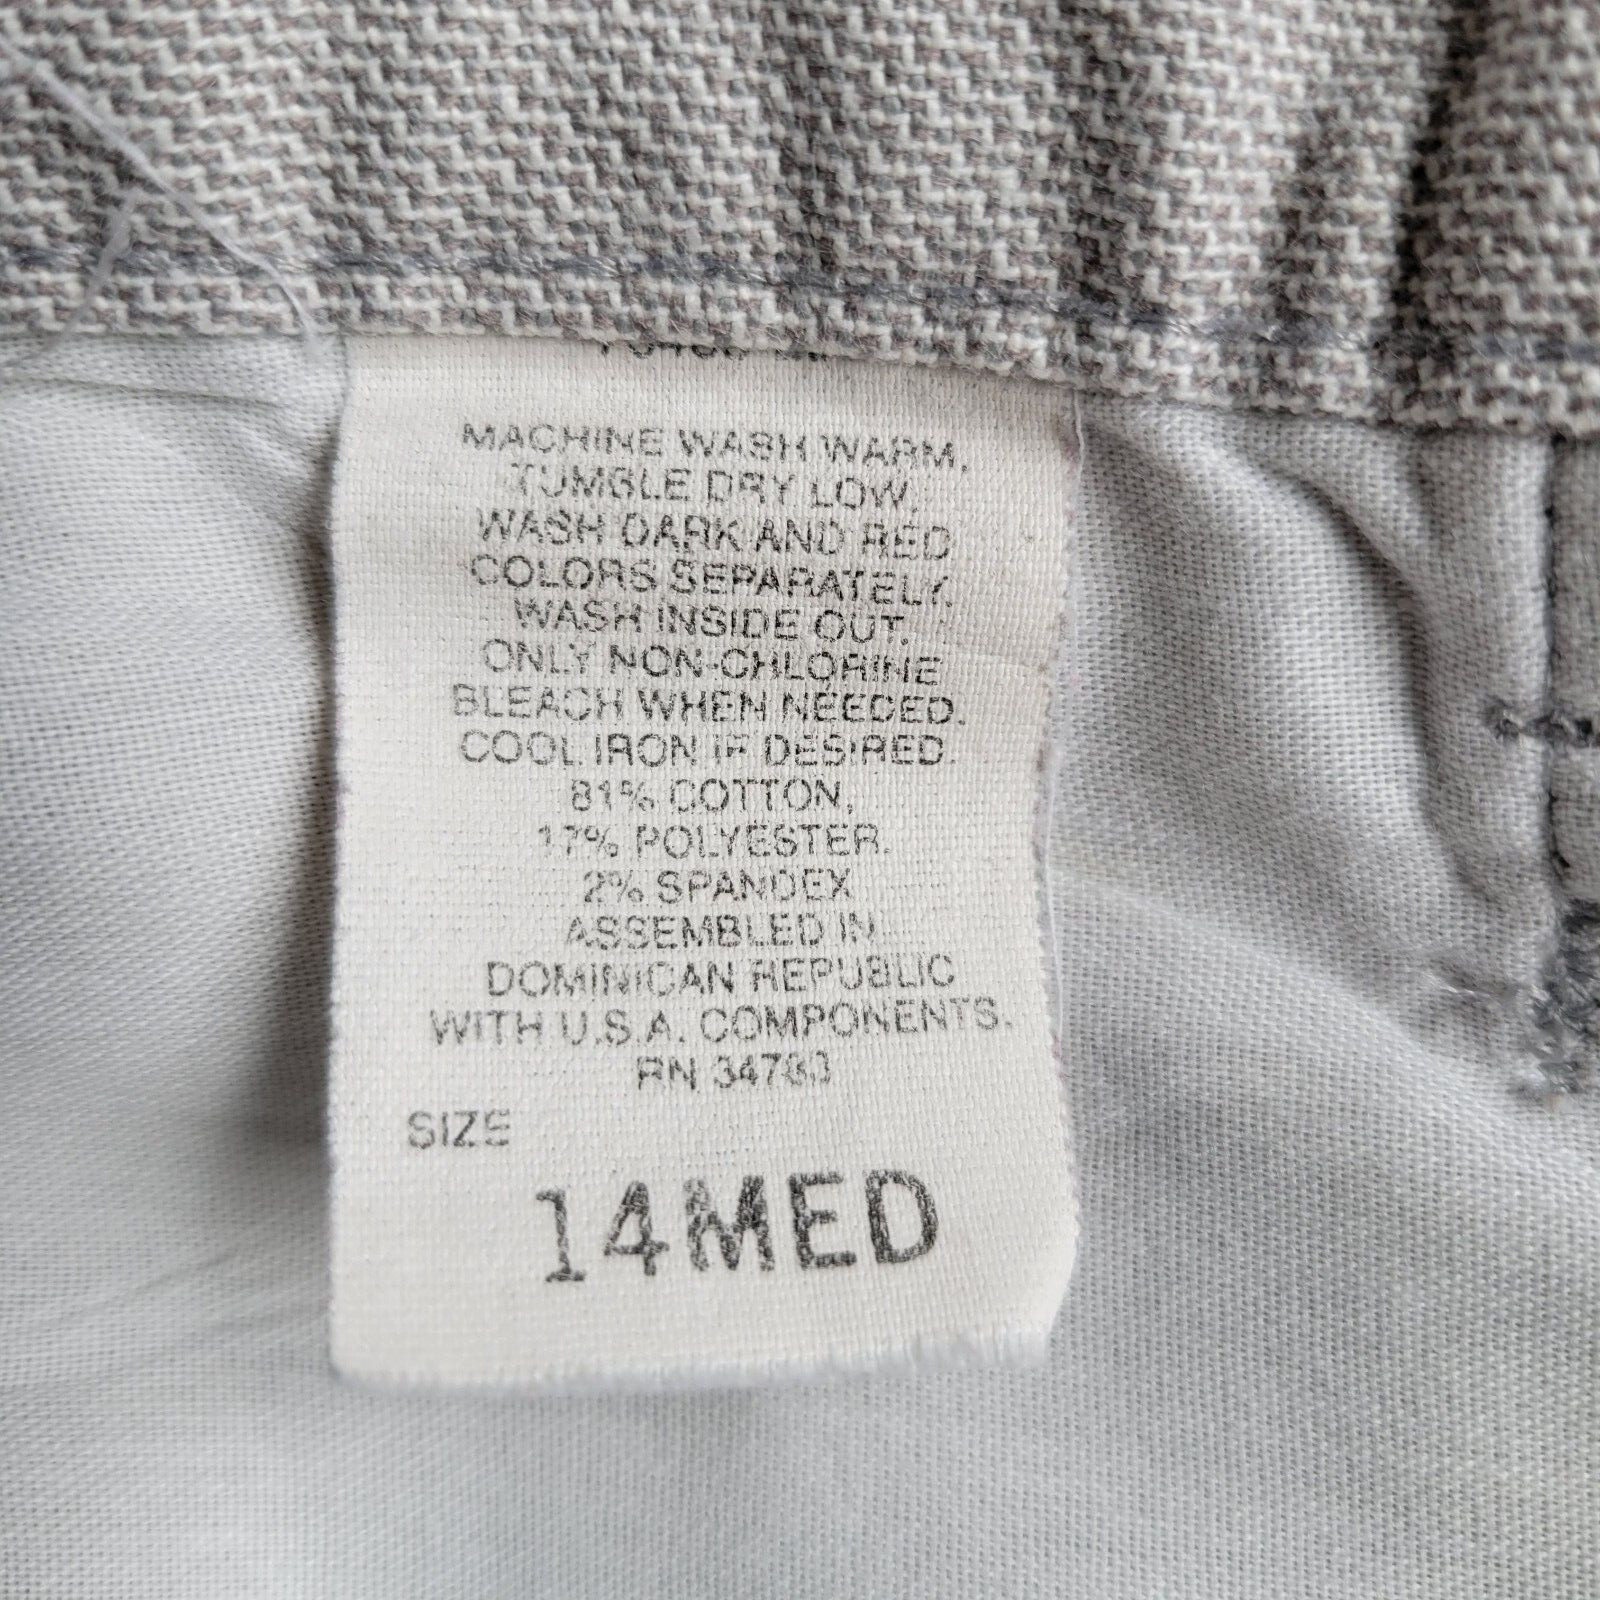 MACHINE WASH WARM,
TUMBLE DRY LOW,
WASH DARK AND RED
COLORS SEPARATELY.
WASH INSIDE OUT.
ONLY NON-CHLORINE
BLEACH WHEN NEEDED.
COOL IRON IF DESIRED.
81% COTTON,
17% POLYESTER.
2% SPANDEX
ASSEMBLED IN
DOMINICAN REPUBLIC
WITH U.S.A. COMPONENTS.
RN 34783
SIZE
14MED